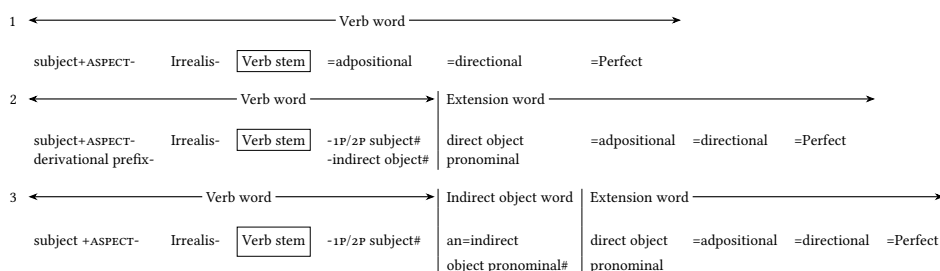 1 Verb word
subject+ASPECT- Irrealis- Verb stem =adpositional =directional =Perfect
2 Verb word Extension word
subject+ASPECT- Irrealis- Verb stem -1P/2P subject# direct object =adpositional =directional =Perfect
derivational prefix- -indirect object# pronominal
3 Verb word Indirect object word Extension word
subject +ASPECT- Irrealis- Verb stem -1P/2P subject# an=indirect direct object =adpositional =directional =Perfect
object pronominal# pronominal